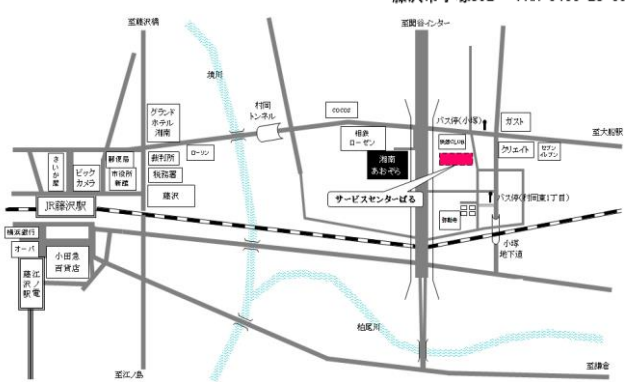 至藤沢橋
至関谷インター
境川
村岡
トンネル
cocos
バス停(小塚)
ガスト
至大船駅
グランド
ホテル
湘南
相鉄
ローゼン
クリエイト
セブン
イレブン
さいか屋
ビック
カメラ
郵便局
市役所
新館
裁判所
ローソン
税務署
湘南
あおぞら
藤沢
サービスセンターぱる
バス停(村岡東1丁目)
JR藤沢駅
横浜銀行
オーパ
小田急
百貨店
江ノ電
藤沢駅
小塚
地下道
柏尾川
至江ノ島
至鎌倉